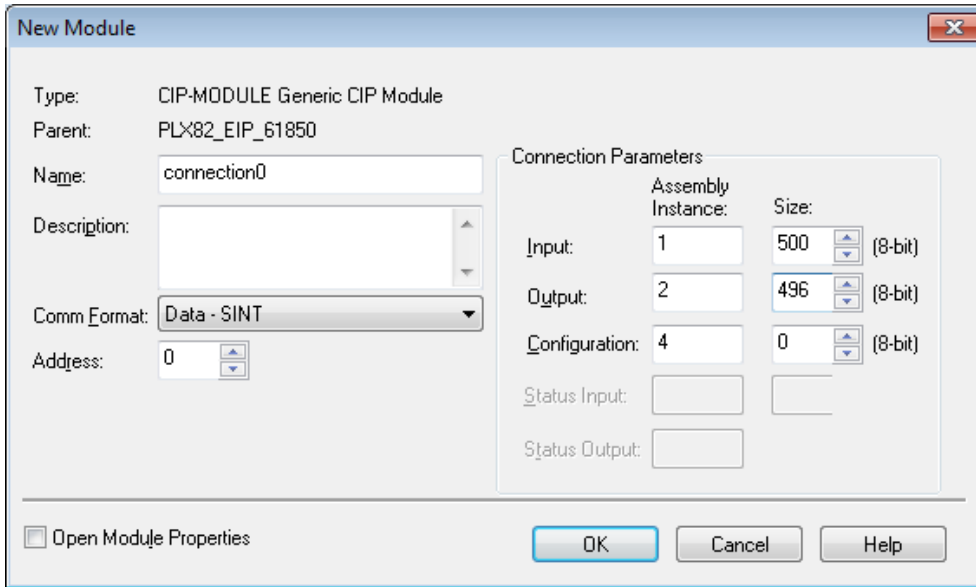 New Module
Type: CIP-MODULE Generic CIP Module
Parent: PLX82_EIP_61850
Name: connection0
Description:
Comm Format: Data - SINT
Address: 0
Connection Parameters
Assembly Instance: Size:
Input: 1 500 (8-bit)
Output: 2 496 (8-bit)
Configuration: 4 0 (8-bit)
Status Input:
Status Output:
Open Module Properties
OK Cancel Help